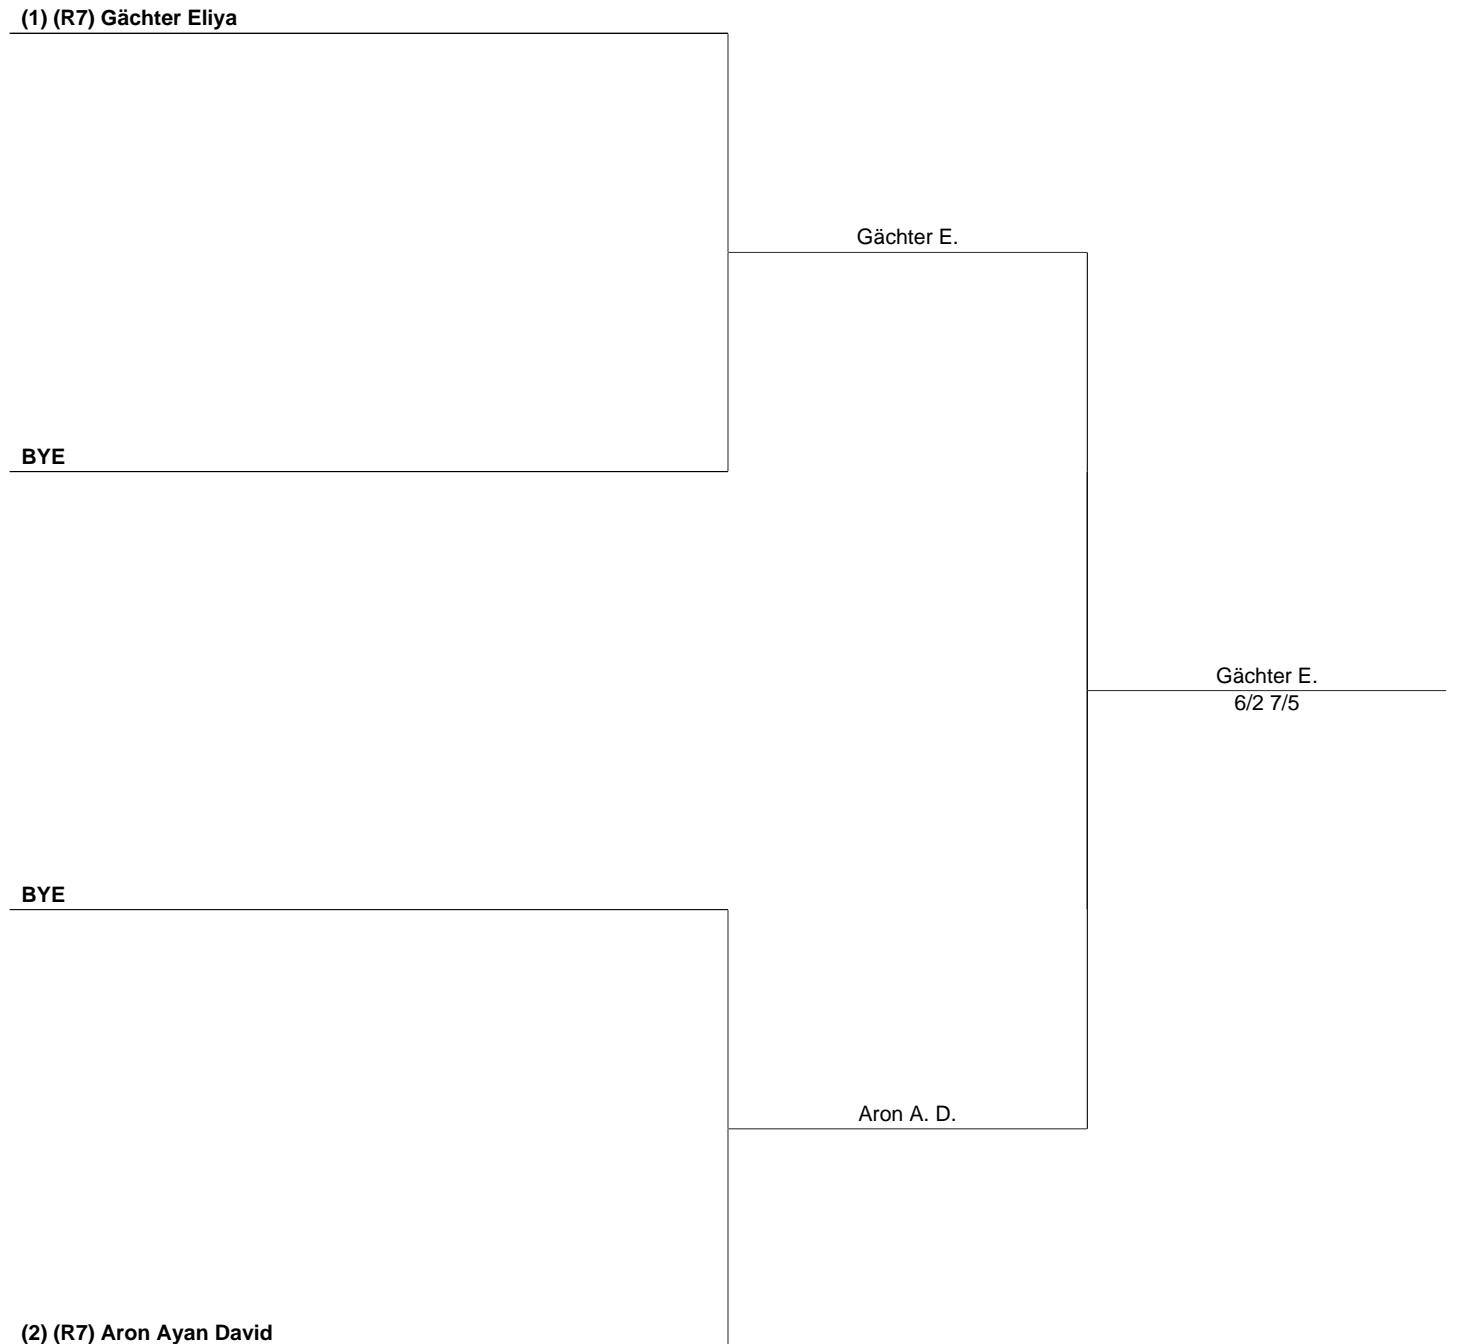 (1) (R7) Gächter Eliya
Gächter E.
BYE
Gächter E.
6/2 7/5
BYE
Aron A. D.
(2) (R7) Aron Ayan David